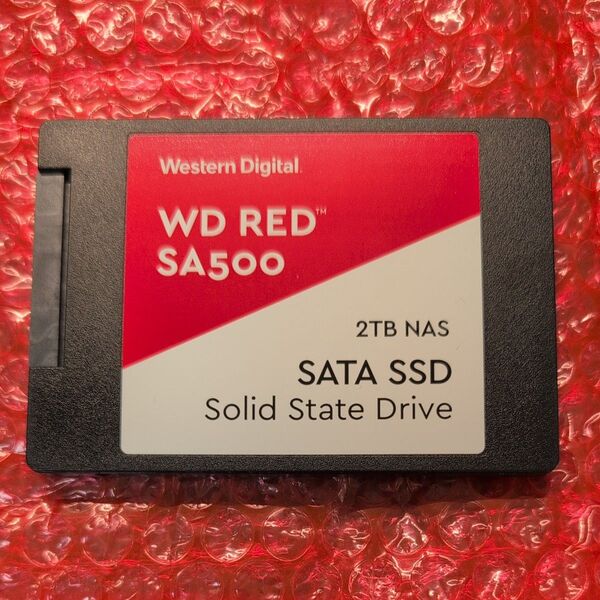 Western Digital
WD RED™
SA500
2TB NAS
SATA SSD
Solid State Drive